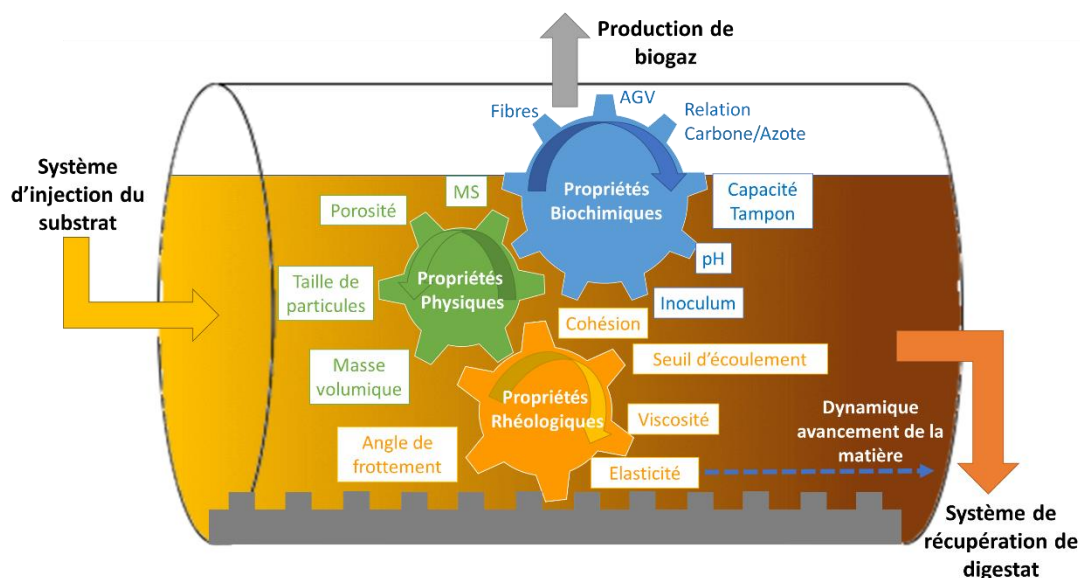 Production de
biogaz
AGV
Fibres
Relation
Carbone/Azote
Système
d'injection du
substrat
MS
Propriétés
Biochimiques
Capacité
Tampon
Porosité
pH
Taille de
particules
Propriétés
Physiques
Inoculum
Cohésion
Seuil d'écoulement
Masse
volumique
Propriétés
Rhéologiques
Viscosité
Dynamique
avancement de la
matière
Angle de
frottement
Elasticité
Système de
récupération de
digestat